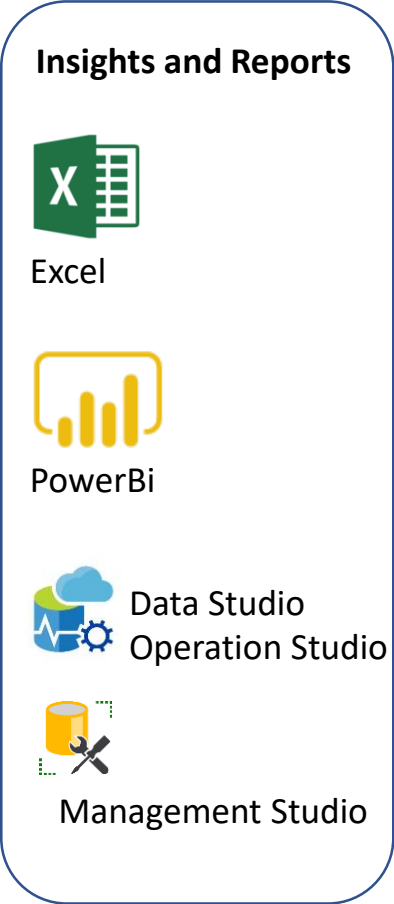 Insights and Reports
X
Excel
PowerBi
Data Studio
Operation Studio
Management Studio